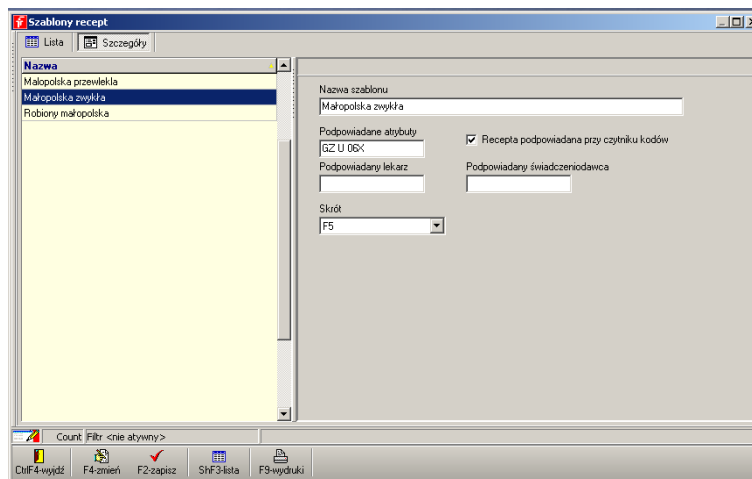 Szablony recept
Lista Szczegóły
Nazwa
Malopolska przewlekla
Małopolska zwykła
Robiony małopolska
Nazwa szablonu
Małopolska zwykła
Podpowiadane atrybuty
GZ U 06X
Recepta podpowiadana przy czytniku kodów
Podpowiadany lekarz
Podpowiadany świadczeniodawca
Skrót
F5
Count Filtr <nie atywny>
CtrlF4-wyjdź F4-zmień F2-zapisz ShF3-lista F9-wydruki